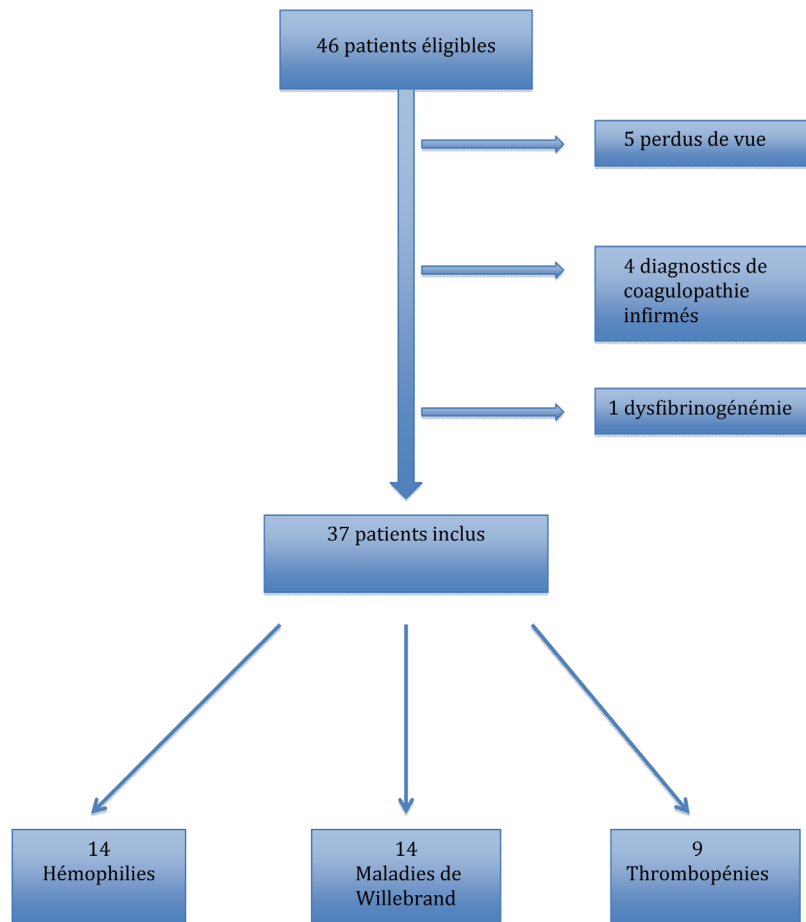 46 patients éligibles
5 perdus de vue
4 diagnostics de
coagulopathie
infirmés
1 dysfibrinogénémie
37 patients inclus
14
Hémophilies
14
Maladies de
Willebrand
9
Thrombopénies